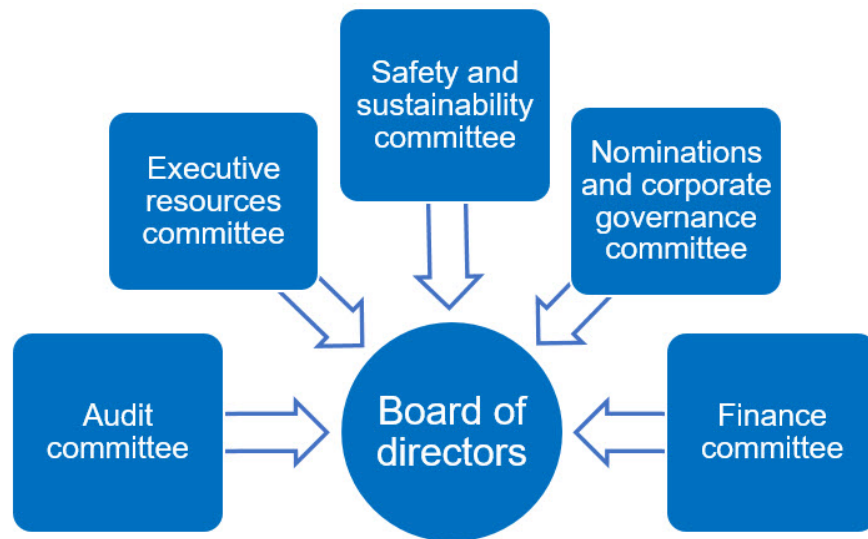 Safety and
sustainability
committee
Executive
resources
committee
Nominations
and corporate
governance
committee
Audit
committee
Board of
directors
Finance
committee